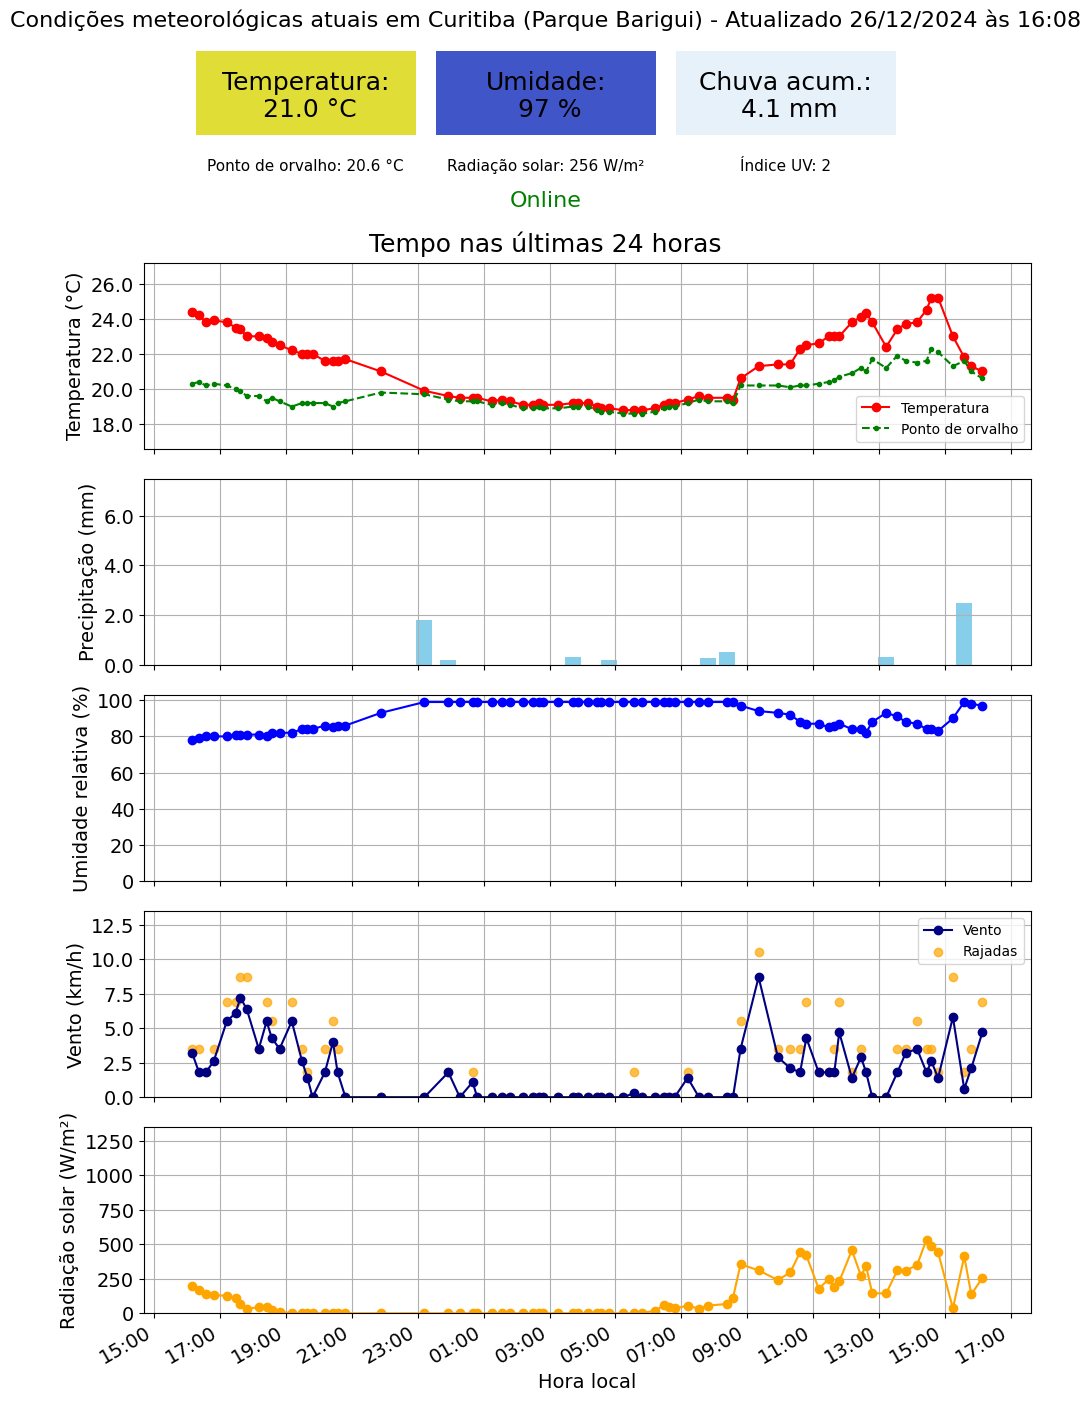 Condições meteorológicas atuais em Curitiba (Parque Barigui) - Atualizado 26/12/2024 às 16:08
Temperatura:
21.0 °C
Umidade:
97 %
Chuva acum.:
4.1 mm
Ponto de orvalho: 20.6 °C
Radiação solar: 256 W/m²
Índice UV: 2
Online
Tempo nas últimas 24 horas
Temperatura (°C)
26.0
24.0
22.0
20.0
18.0
Temperatura
Ponto de orvalho
Precipitação (mm)
6.0
4.0
2.0
0.0
Umidade relativa (%)
100
80
60
40
20
0
Vento (km/h)
12.5
10.0
7.5
5.0
2.5
0.0
Vento
Rajadas
Radiação solar (W/m²)
1250
1000
750
500
250
0
15:00
17:00
19:00
21:00
23:00
01:00
03:00
05:00
07:00
09:00
11:00
13:00
15:00
17:00
Hora local